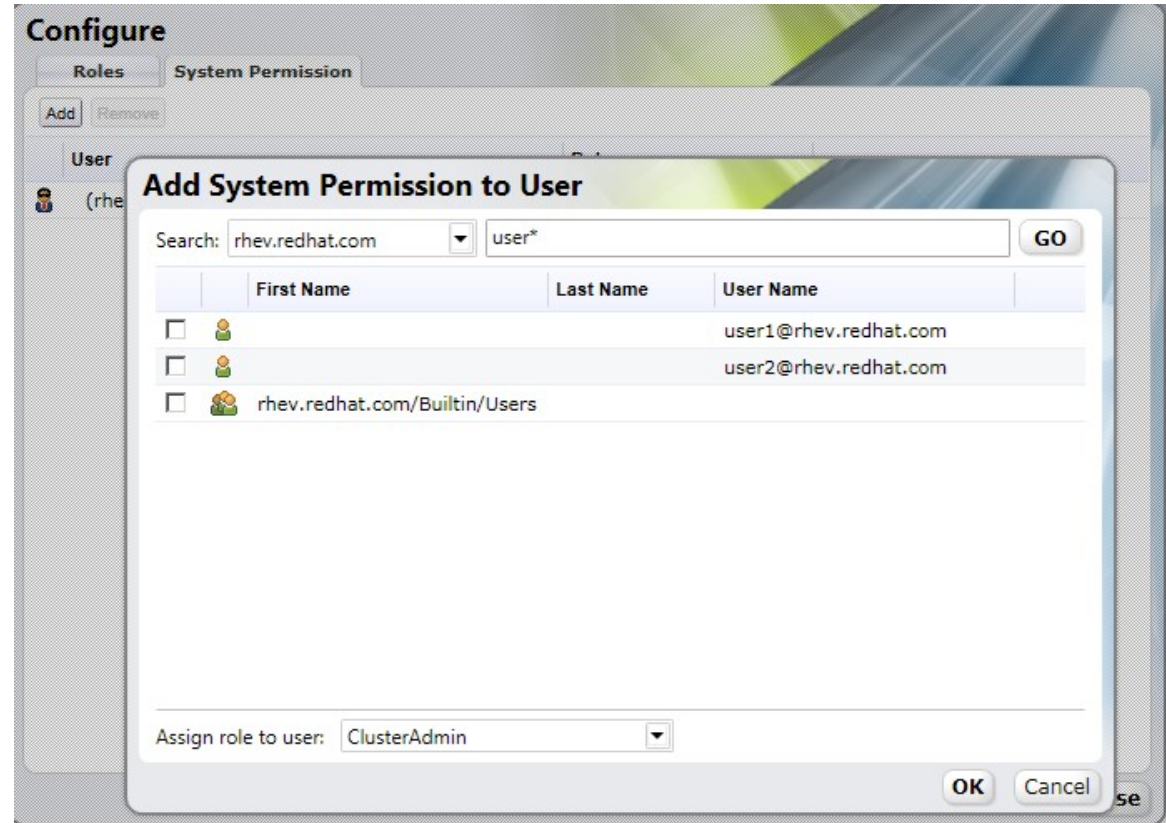 Configure
Roles System Permission
Add Remove
User
(rhe
Add System Permission to User
Search: rhev.redhat.com user* GO
First Name Last Name User Name
user1@rhev.redhat.com
user2@rhev.redhat.com
rhev.redhat.com/Builtin/Users
Assign role to user: ClusterAdmin
OK Cancel
se